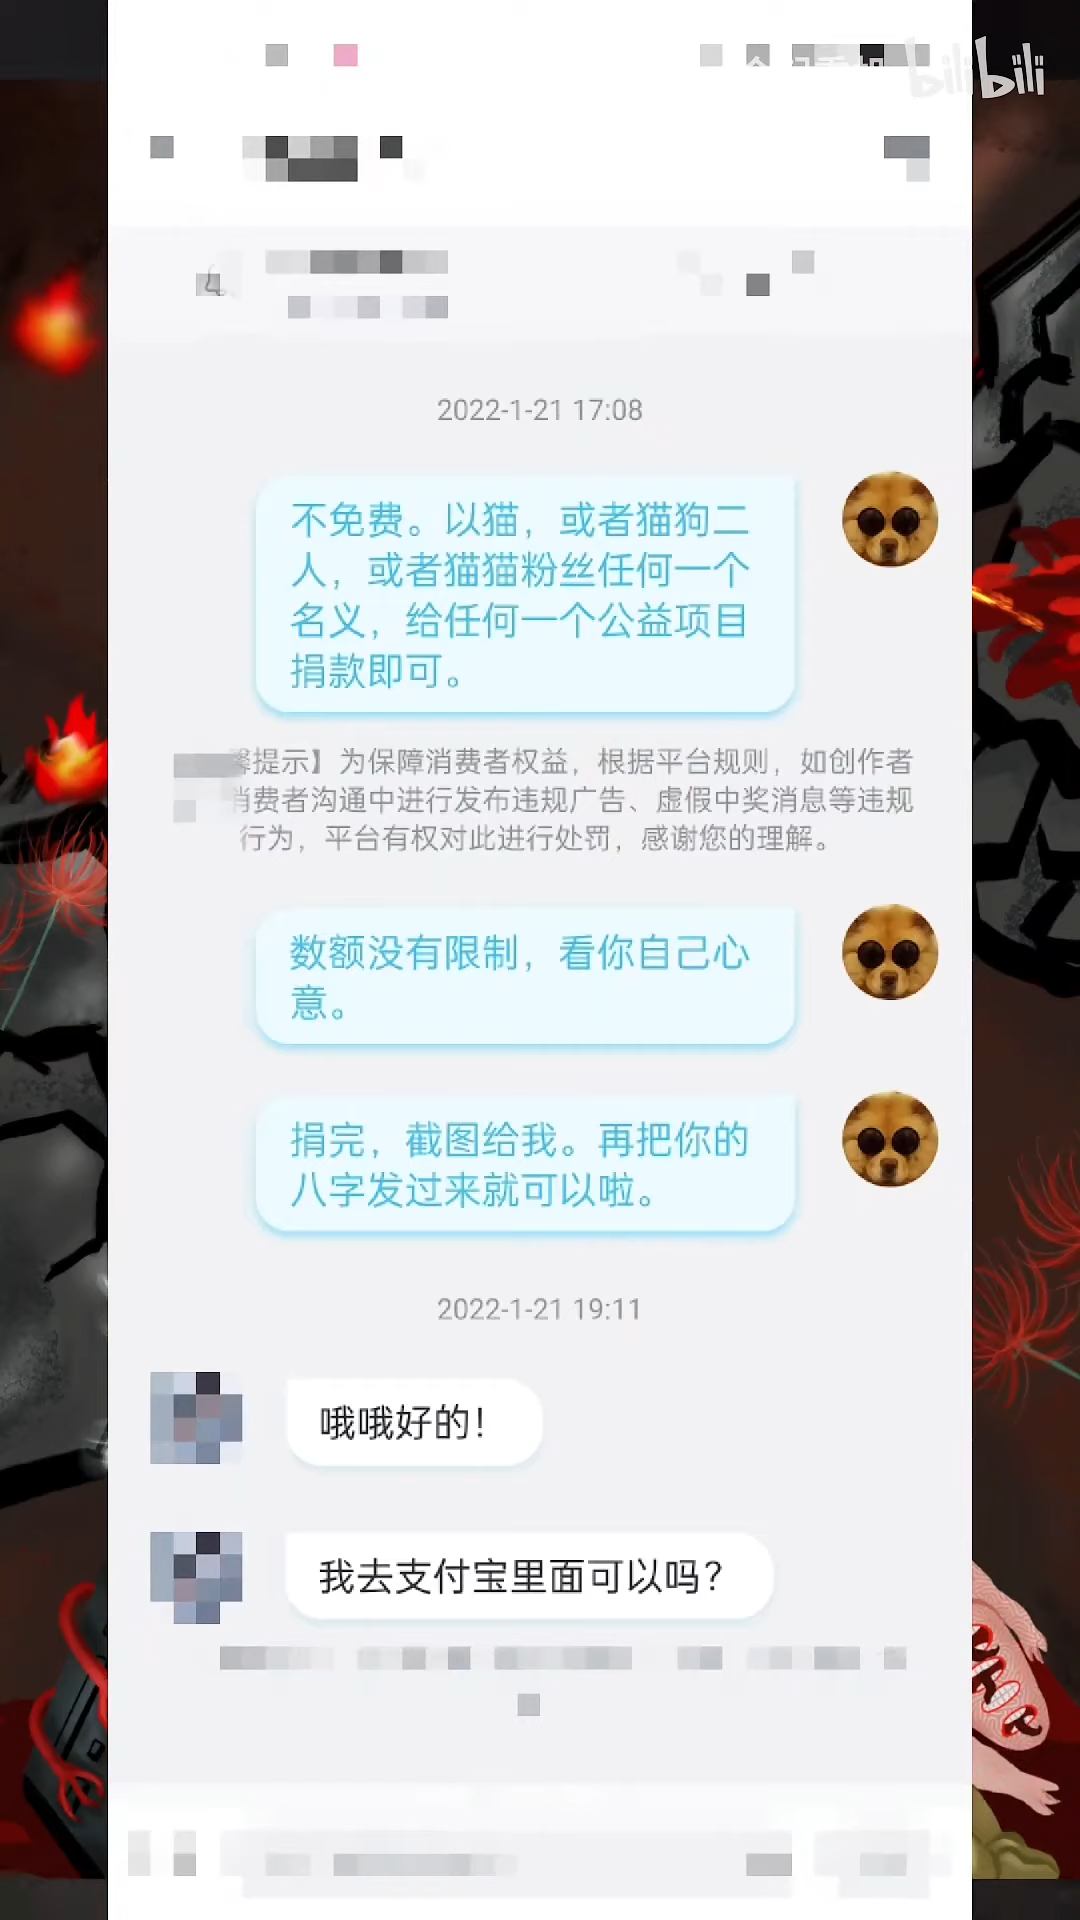 bilibili
2022-1-21 17:08
不免费。以猫，或者猫狗二
人，或者猫猫粉丝任何一个
名义，给任何一个公益项目
捐款即可。
提示】为保障消费者权益，根据平台规则，如创作者
消费者沟通中进行发布违规广告、虚假中奖消息等违规
行为，平台有权对此进行处罚，感谢您的理解。
数额没有限制，看你自己心
意。
捐完，截图给我。再把你的
八字发过来就可以啦。
2022-1-21 19:11
哦哦好的！
我去支付宝里面可以吗？